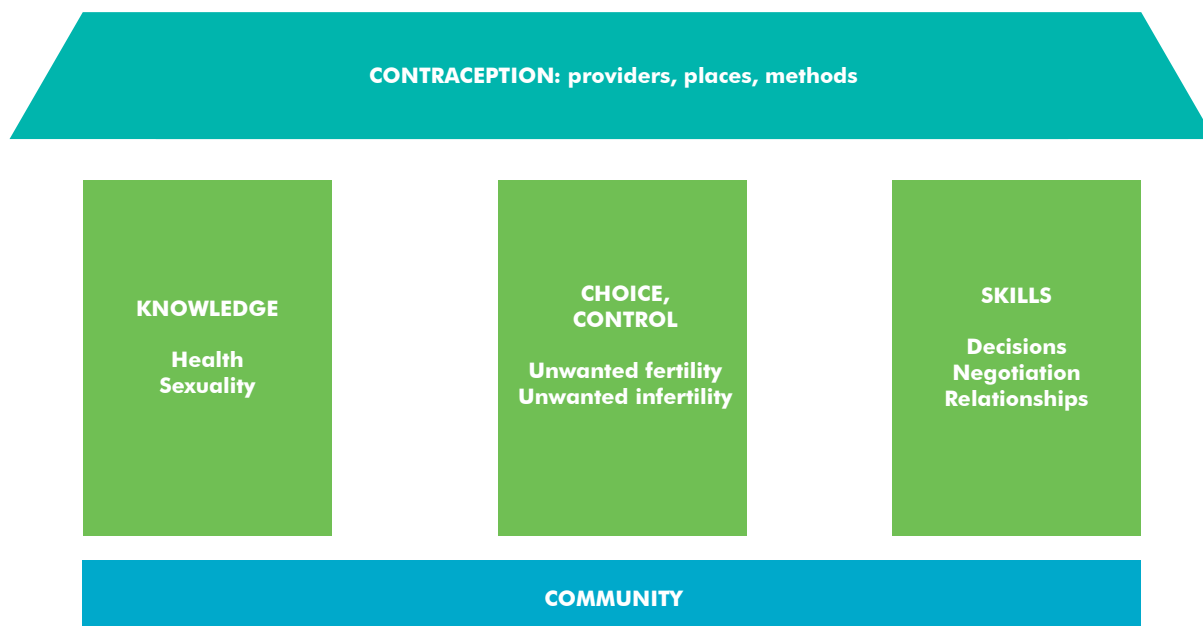 CONTRACEPTION: providers, places, methods
KNOWLEDGE
Health
Sexuality
CHOICE,
CONTROL
Unwanted fertility
Unwanted infertility
SKILLS
Decisions
Negotiation
Relationships
COMMUNITY